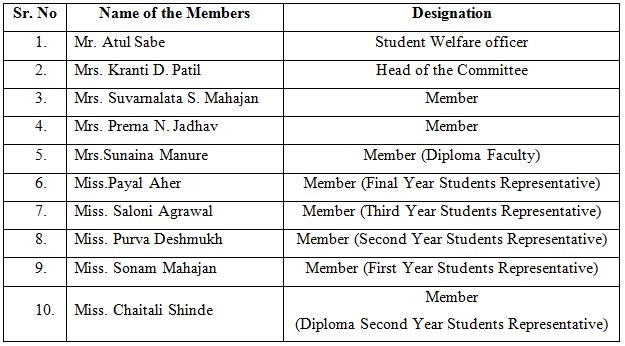 Sr. No Name of the Members Designation
1. Mr. Atul Sabe Student Welfare officer
2. Mrs. Kranti D. Patil Head of the Committee
3. Mrs. Suvarnalata S. Mahajan Member
4. Mrs. Prerna N. Jadhav Member
5. Mrs.Sunaina Manure Member (Diploma Faculty)
6. Miss.Payal Aher Member (Final Year Students Representative)
7. Miss. Saloni Agrawal Member (Third Year Students Representative)
8. Miss. Purva Deshmukh Member (Second Year Students Representative)
9. Miss. Sonam Mahajan Member (First Year Students Representative)
10. Miss. Chaitali Shinde Member
(Diploma Second Year Students Representative)